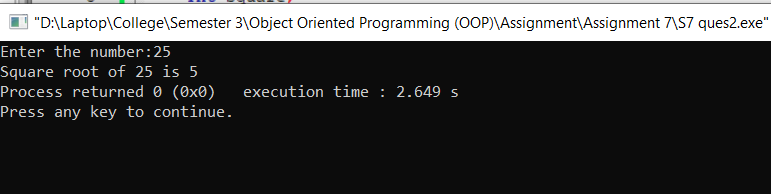 "D:\Laptop\College\Semester 3\Object Oriented Programming (OOP)\Assignment\Assignment 7\S7 ques2.exe"
Enter the number:25
Square root of 25 is 5
Process returned 0 (0x0)   execution time : 2.649 s
Press any key to continue.